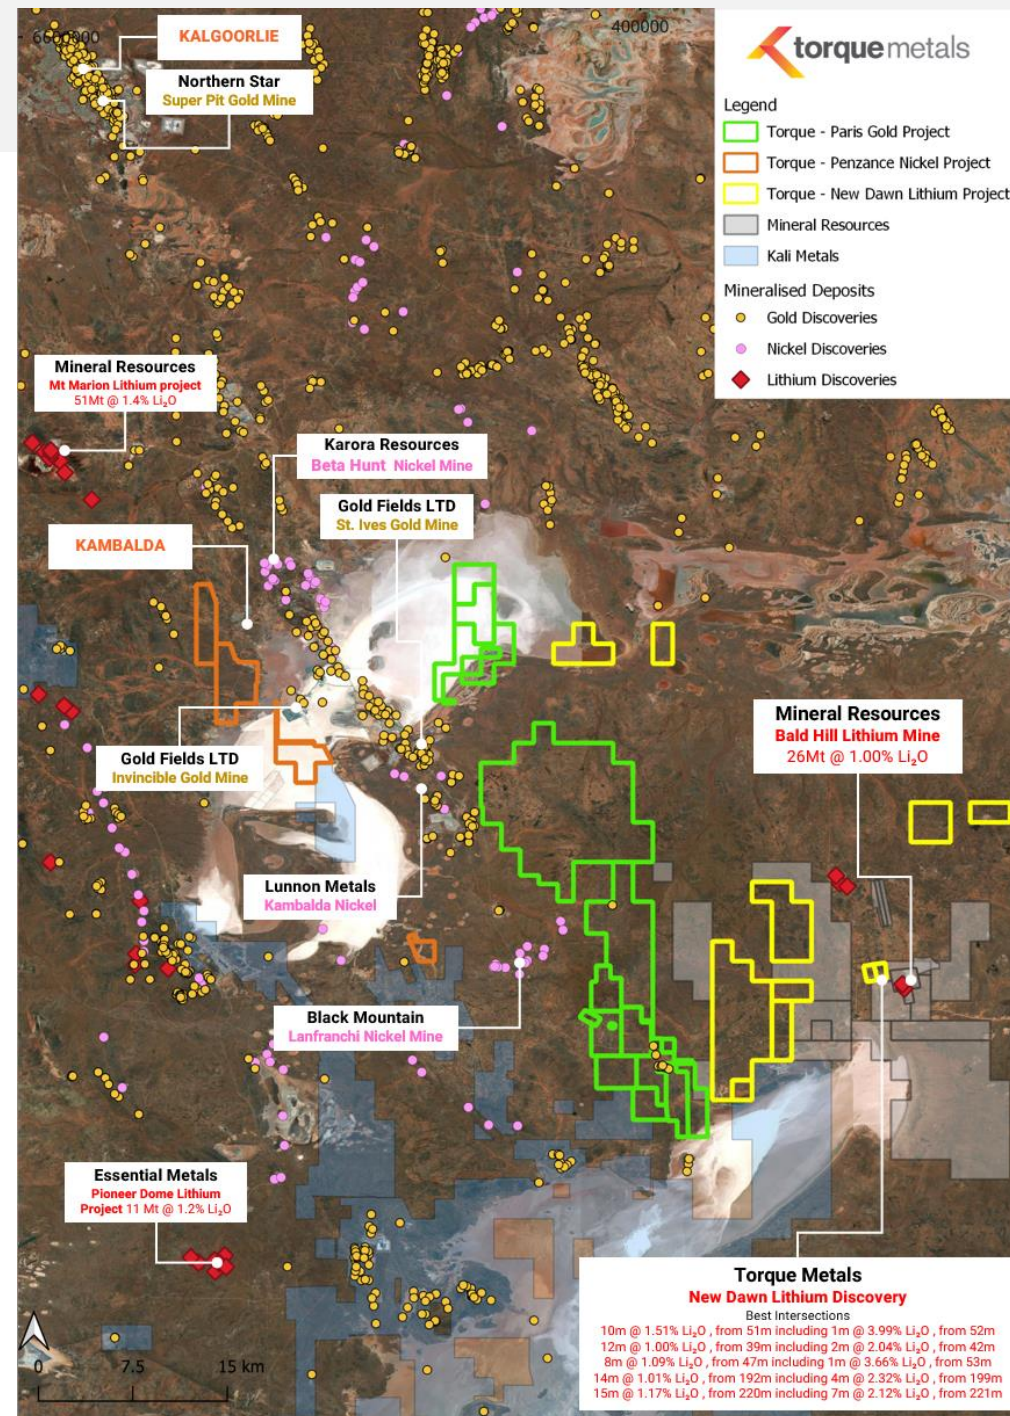 6600000
400000
KALGOORLIE
Northern Star
Super Pit Gold Mine
torque metals
Legend
Torque - Paris Gold Project
Torque - Penzance Nickel Project
Torque - New Dawn Lithium Project
Mineral Resources
Kali Metals
Mineralised Deposits
Gold Discoveries
Nickel Discoveries
Lithium Discoveries
Mineral Resources
Mt Marion Lithium project
51Mt @ 1.4% Li₂O
Karora Resources
Beta Hunt Nickel Mine
Gold Fields LTD
St. Ives Gold Mine
KAMBALDA
Mineral Resources
Bald Hill Lithium Mine
26Mt @ 1.00% Li₂O
Gold Fields LTD
Invincible Gold Mine
Lunnon Metals
Kambalda Nickel
Black Mountain
Lanfranchi Nickel Mine
Essential Metals
Pioneer Dome Lithium
Project 11 Mt @ 1.2% Li₂O
Torque Metals
New Dawn Lithium Discovery
Best Intersections
10m @ 1.51% Li₂O , from 51m including 1m @ 3.99% Li₂O , from 52m
12m @ 1.00% Li₂O , from 39m including 2m @ 2.04% Li₂O , from 42m
8m @ 1.09% Li₂O , from 47m including 1m @ 3.66% Li₂O , from 53m
14m @ 1.01% Li₂O , from 192m including 4m @ 2.32% Li₂O , from 199m
15m @ 1.17% Li₂O , from 220m including 7m @ 2.12% Li₂O , from 221m
0 7.5 15 km